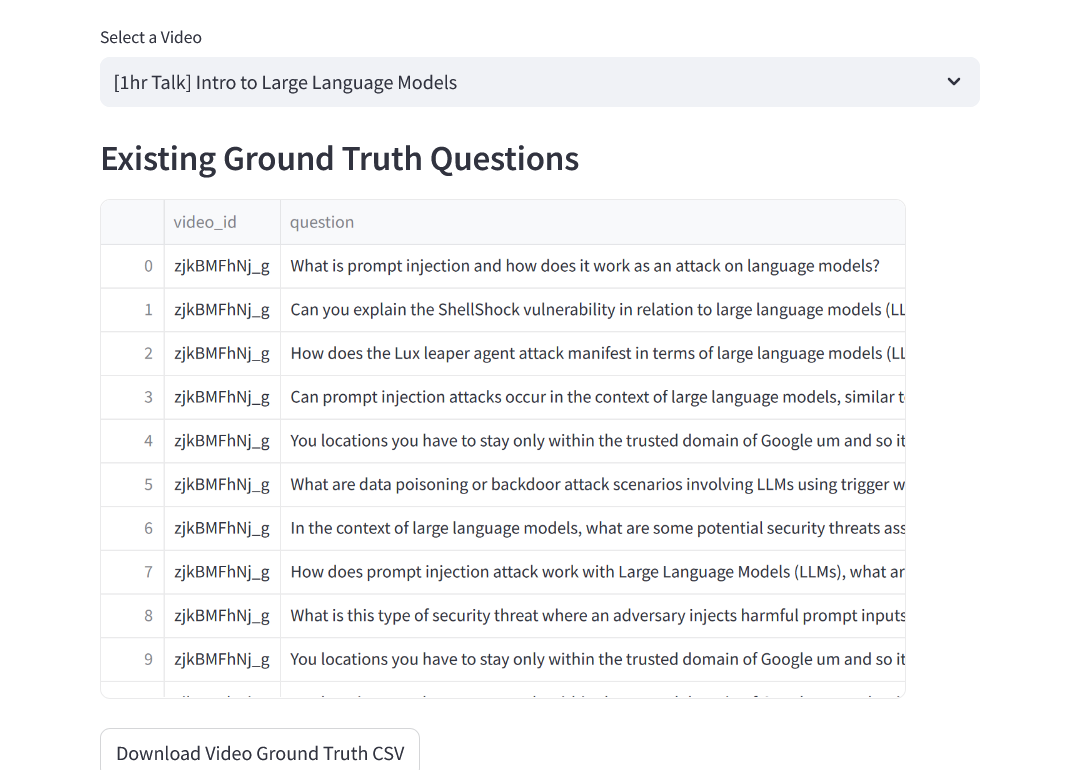 Select a Video
[1hr Talk] Intro to Large Language Models
Existing Ground Truth Questions
video_id question
0 zjkBMFhNj_g What is prompt injection and how does it work as an attack on language models?
1 zjkBMFhNj_g Can you explain the ShellShock vulnerability in relation to large language models (LL
2 zjkBMFhNj_g How does the Lux leaper agent attack manifest in terms of large language models (LL
3 zjkBMFhNj_g Can prompt injection attacks occur in the context of large language models, similar t
4 zjkBMFhNj_g You locations you have to stay only within the trusted domain of Google um and so it
5 zjkBMFhNj_g What are data poisoning or backdoor attack scenarios involving LLMs using trigger w
6 zjkBMFhNj_g In the context of large language models, what are some potential security threats ass
7 zjkBMFhNj_g How does prompt injection attack work with Large Language Models (LLMs), what ar
8 zjkBMFhNj_g What is this type of security threat where an adversary injects harmful prompt inputs
9 zjkBMFhNj_g You locations you have to stay only within the trusted domain of Google um and so it
Download Video Ground Truth CSV